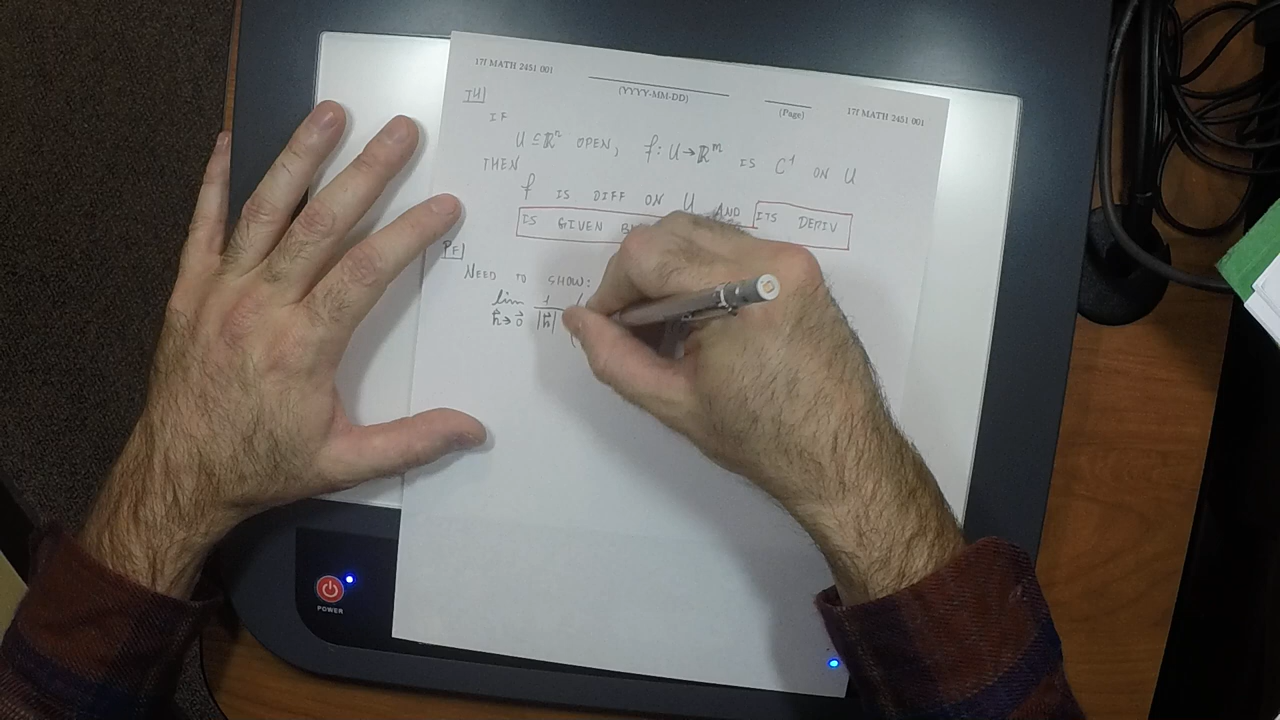 17f MATH 2451 001
(YYYY-MM-DD)
(Page)
17f MATH 2451 001
TH
IF
U ⊆ ℝⁿ OPEN, f: U → ℝᵐ IS C¹ ON U
THEN
f IS DIFF ON U AND ITS DERIV
IS GIVEN
PF
NEED TO SHOW:
lim 1
h⃗→0⃗ |h⃗|
POWER